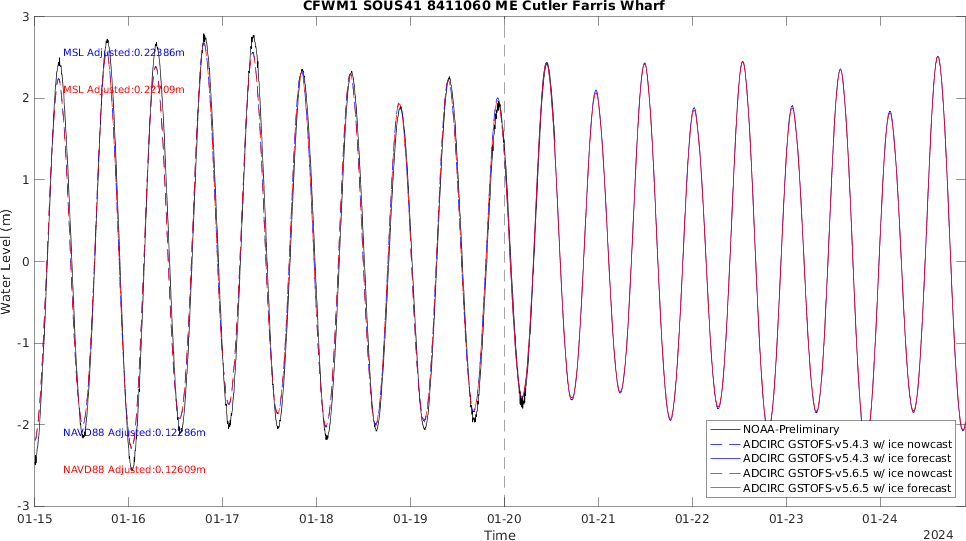 CFWM1 SOUS41 8411060 ME Cutler Farris Wharf
3
2
1
0
-1
-2
-3
Water Level (m)
MSL Adjusted:0.22386m
MSL Adjusted:0.22709m
NAVD88 Adjusted:0.12286m
NAVD88 Adjusted:0.12609m
NOAA-Preliminary
ADCIRC GSTOFS-v5.4.3 w/ ice nowcast
ADCIRC GSTOFS-v5.4.3 w/ ice forecast
ADCIRC GSTOFS-v5.6.5 w/ ice nowcast
ADCIRC GSTOFS-v5.6.5 w/ ice forecast
01-15 01-16 01-17 01-18 01-19 01-20 01-21 01-22 01-23 01-24
Time
2024